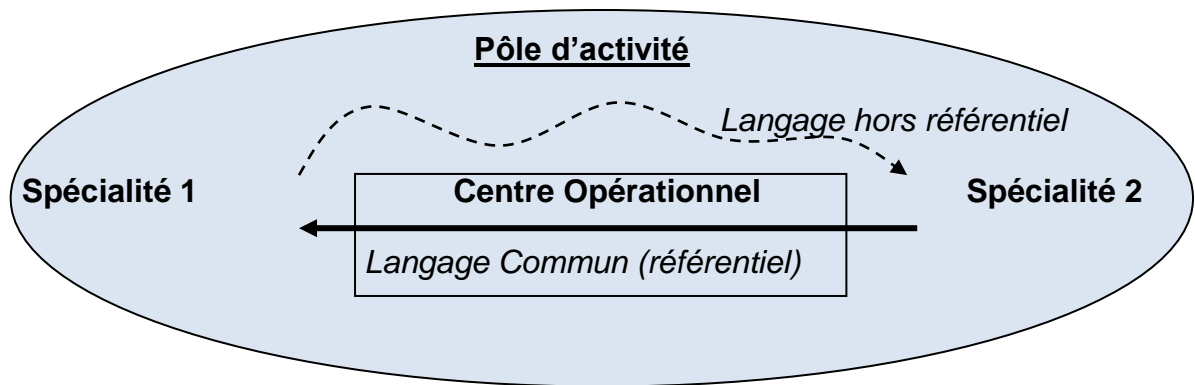 Pôle d’activité
Langage hors référentiel
Spécialité 1
Centre Opérationnel
Spécialité 2
Langage Commun (référentiel)